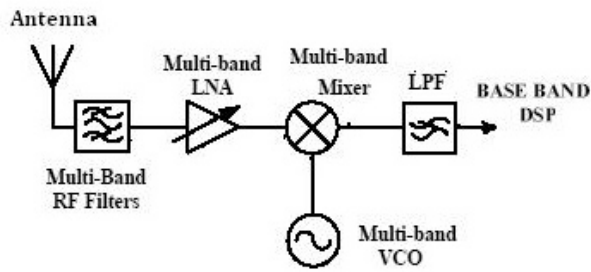 Antenna
Multi-band
LNA
Multi-band
Mixer
LPF
BASE BAND
DSP
Multi-Band
RF Filters
Multi-band
VCO